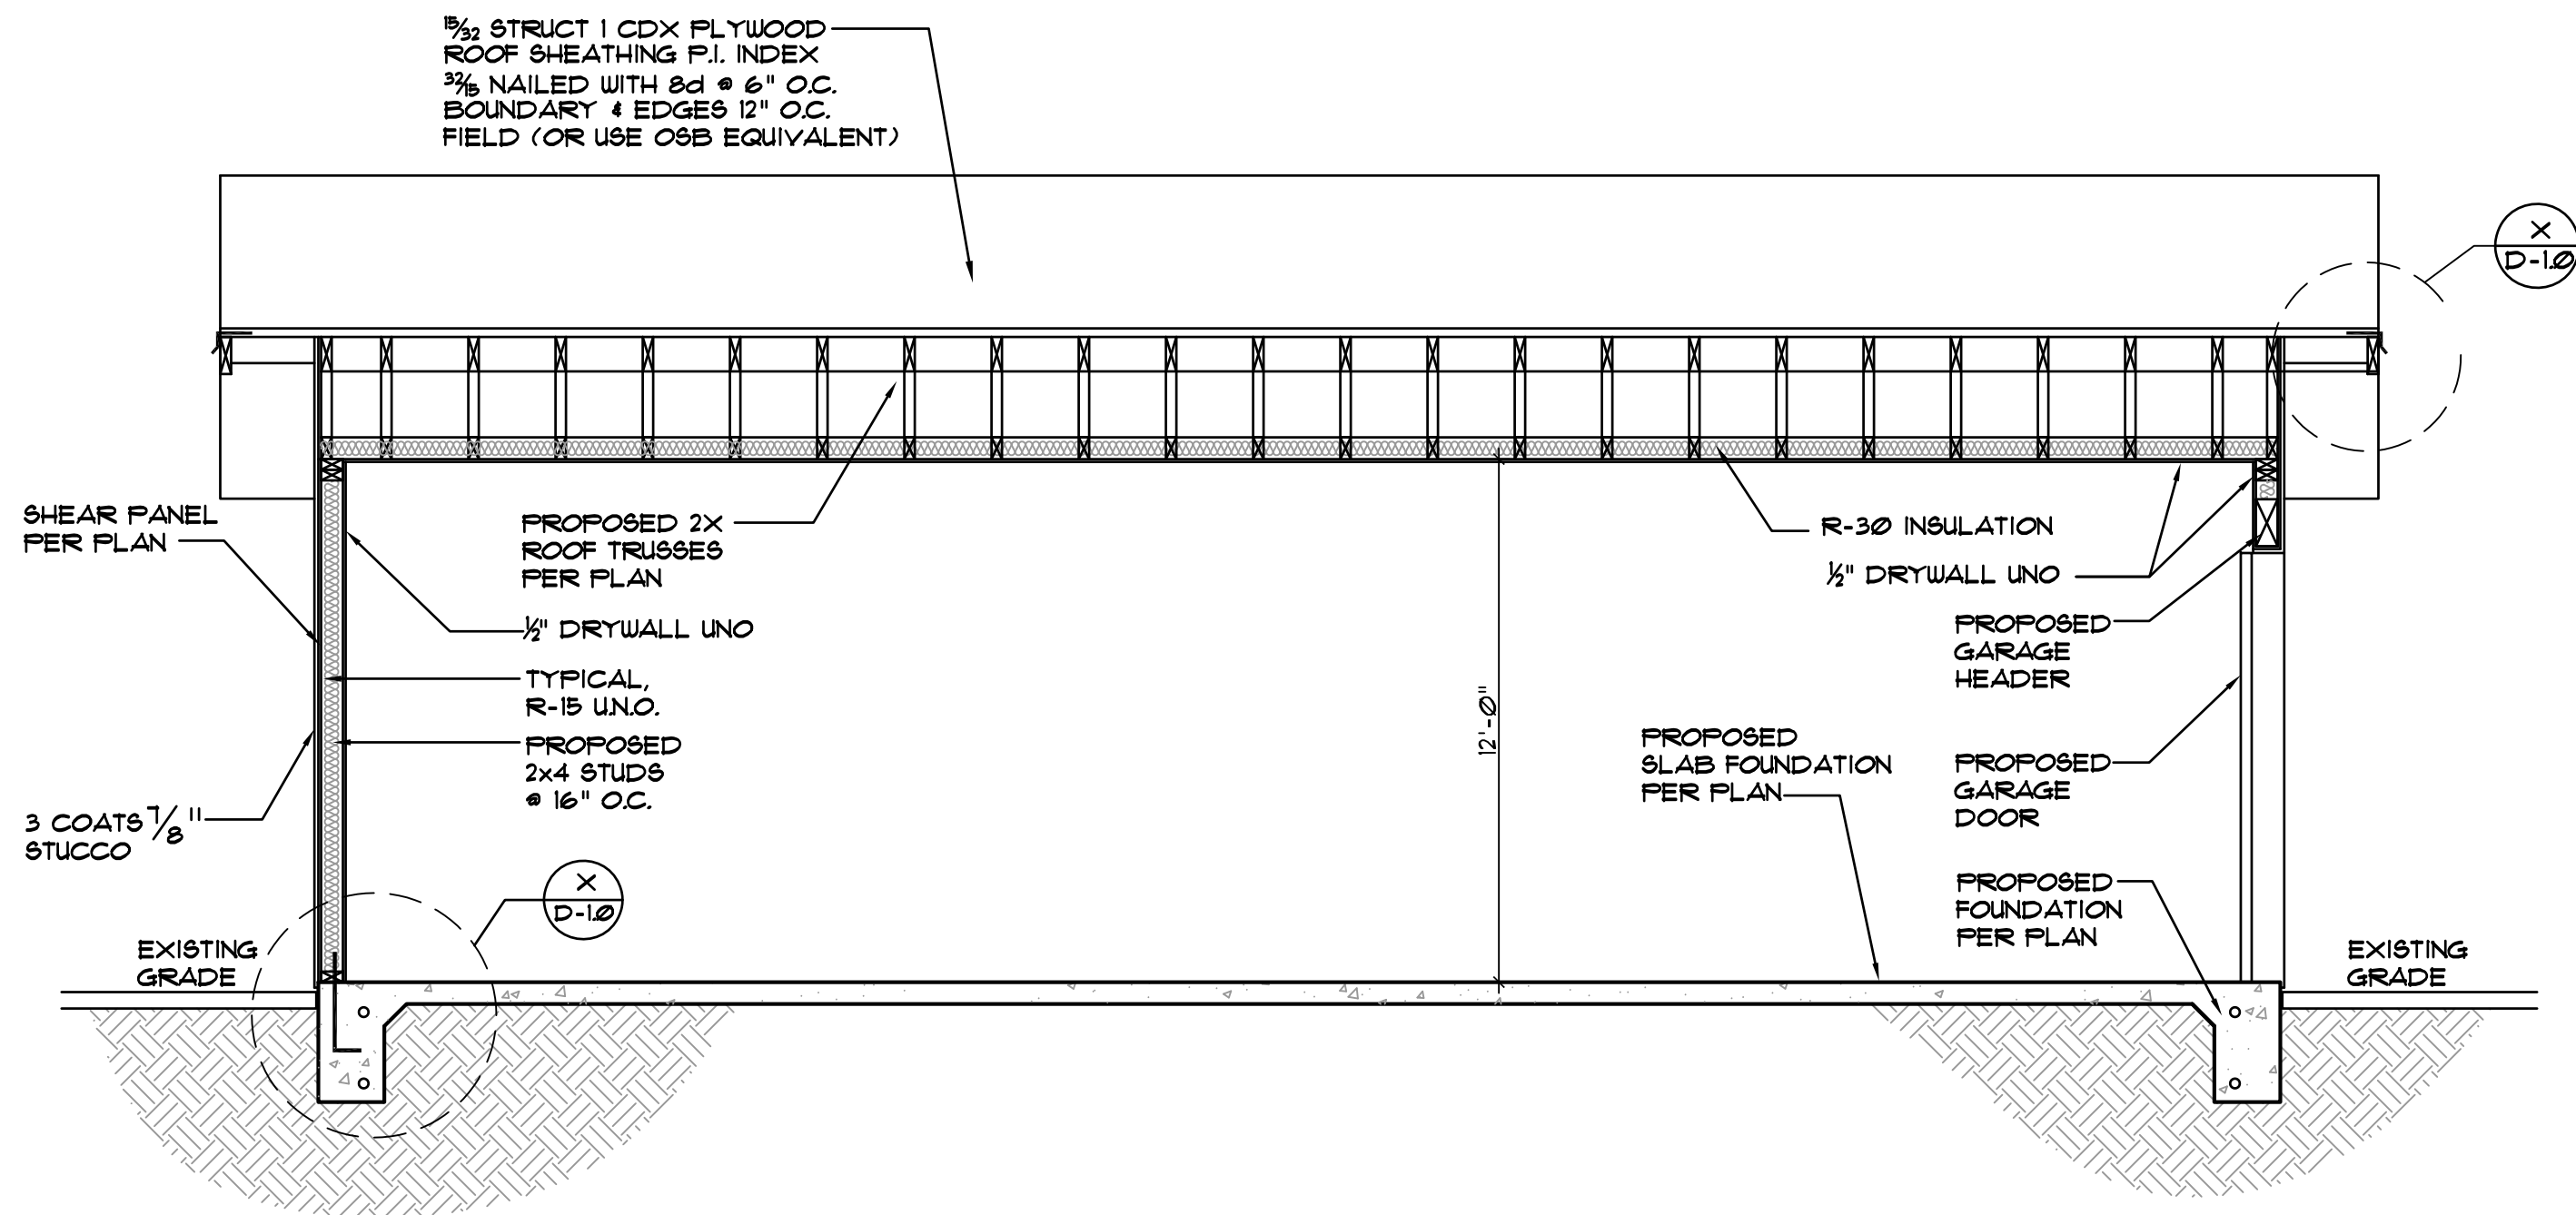 15/32 STRUCT 1 CDX PLYWOOD
ROOF SHEATHING P.I. INDEX
32/15 NAILED WITH 8d @ 6" O.C.
BOUNDARY & EDGES 12" O.C.
FIELD (OR USE OSB EQUIVALENT)
X
D-1.0
SHEAR PANEL
PER PLAN
PROPOSED 2X
ROOF TRUSSES
PER PLAN
1/2" DRYWALL UNO
TYPICAL,
R-15 U.N.O.
PROPOSED
2x4 STUDS
@ 16" O.C.
3 COATS 7/8"
STUCCO
X
D-1.0
EXISTING
GRADE
12'-0"
R-30 INSULATION
1/2" DRYWALL UNO
PROPOSED
GARAGE
HEADER
PROPOSED
SLAB FOUNDATION
PER PLAN
PROPOSED
GARAGE
DOOR
PROPOSED
FOUNDATION
PER PLAN
EXISTING
GRADE